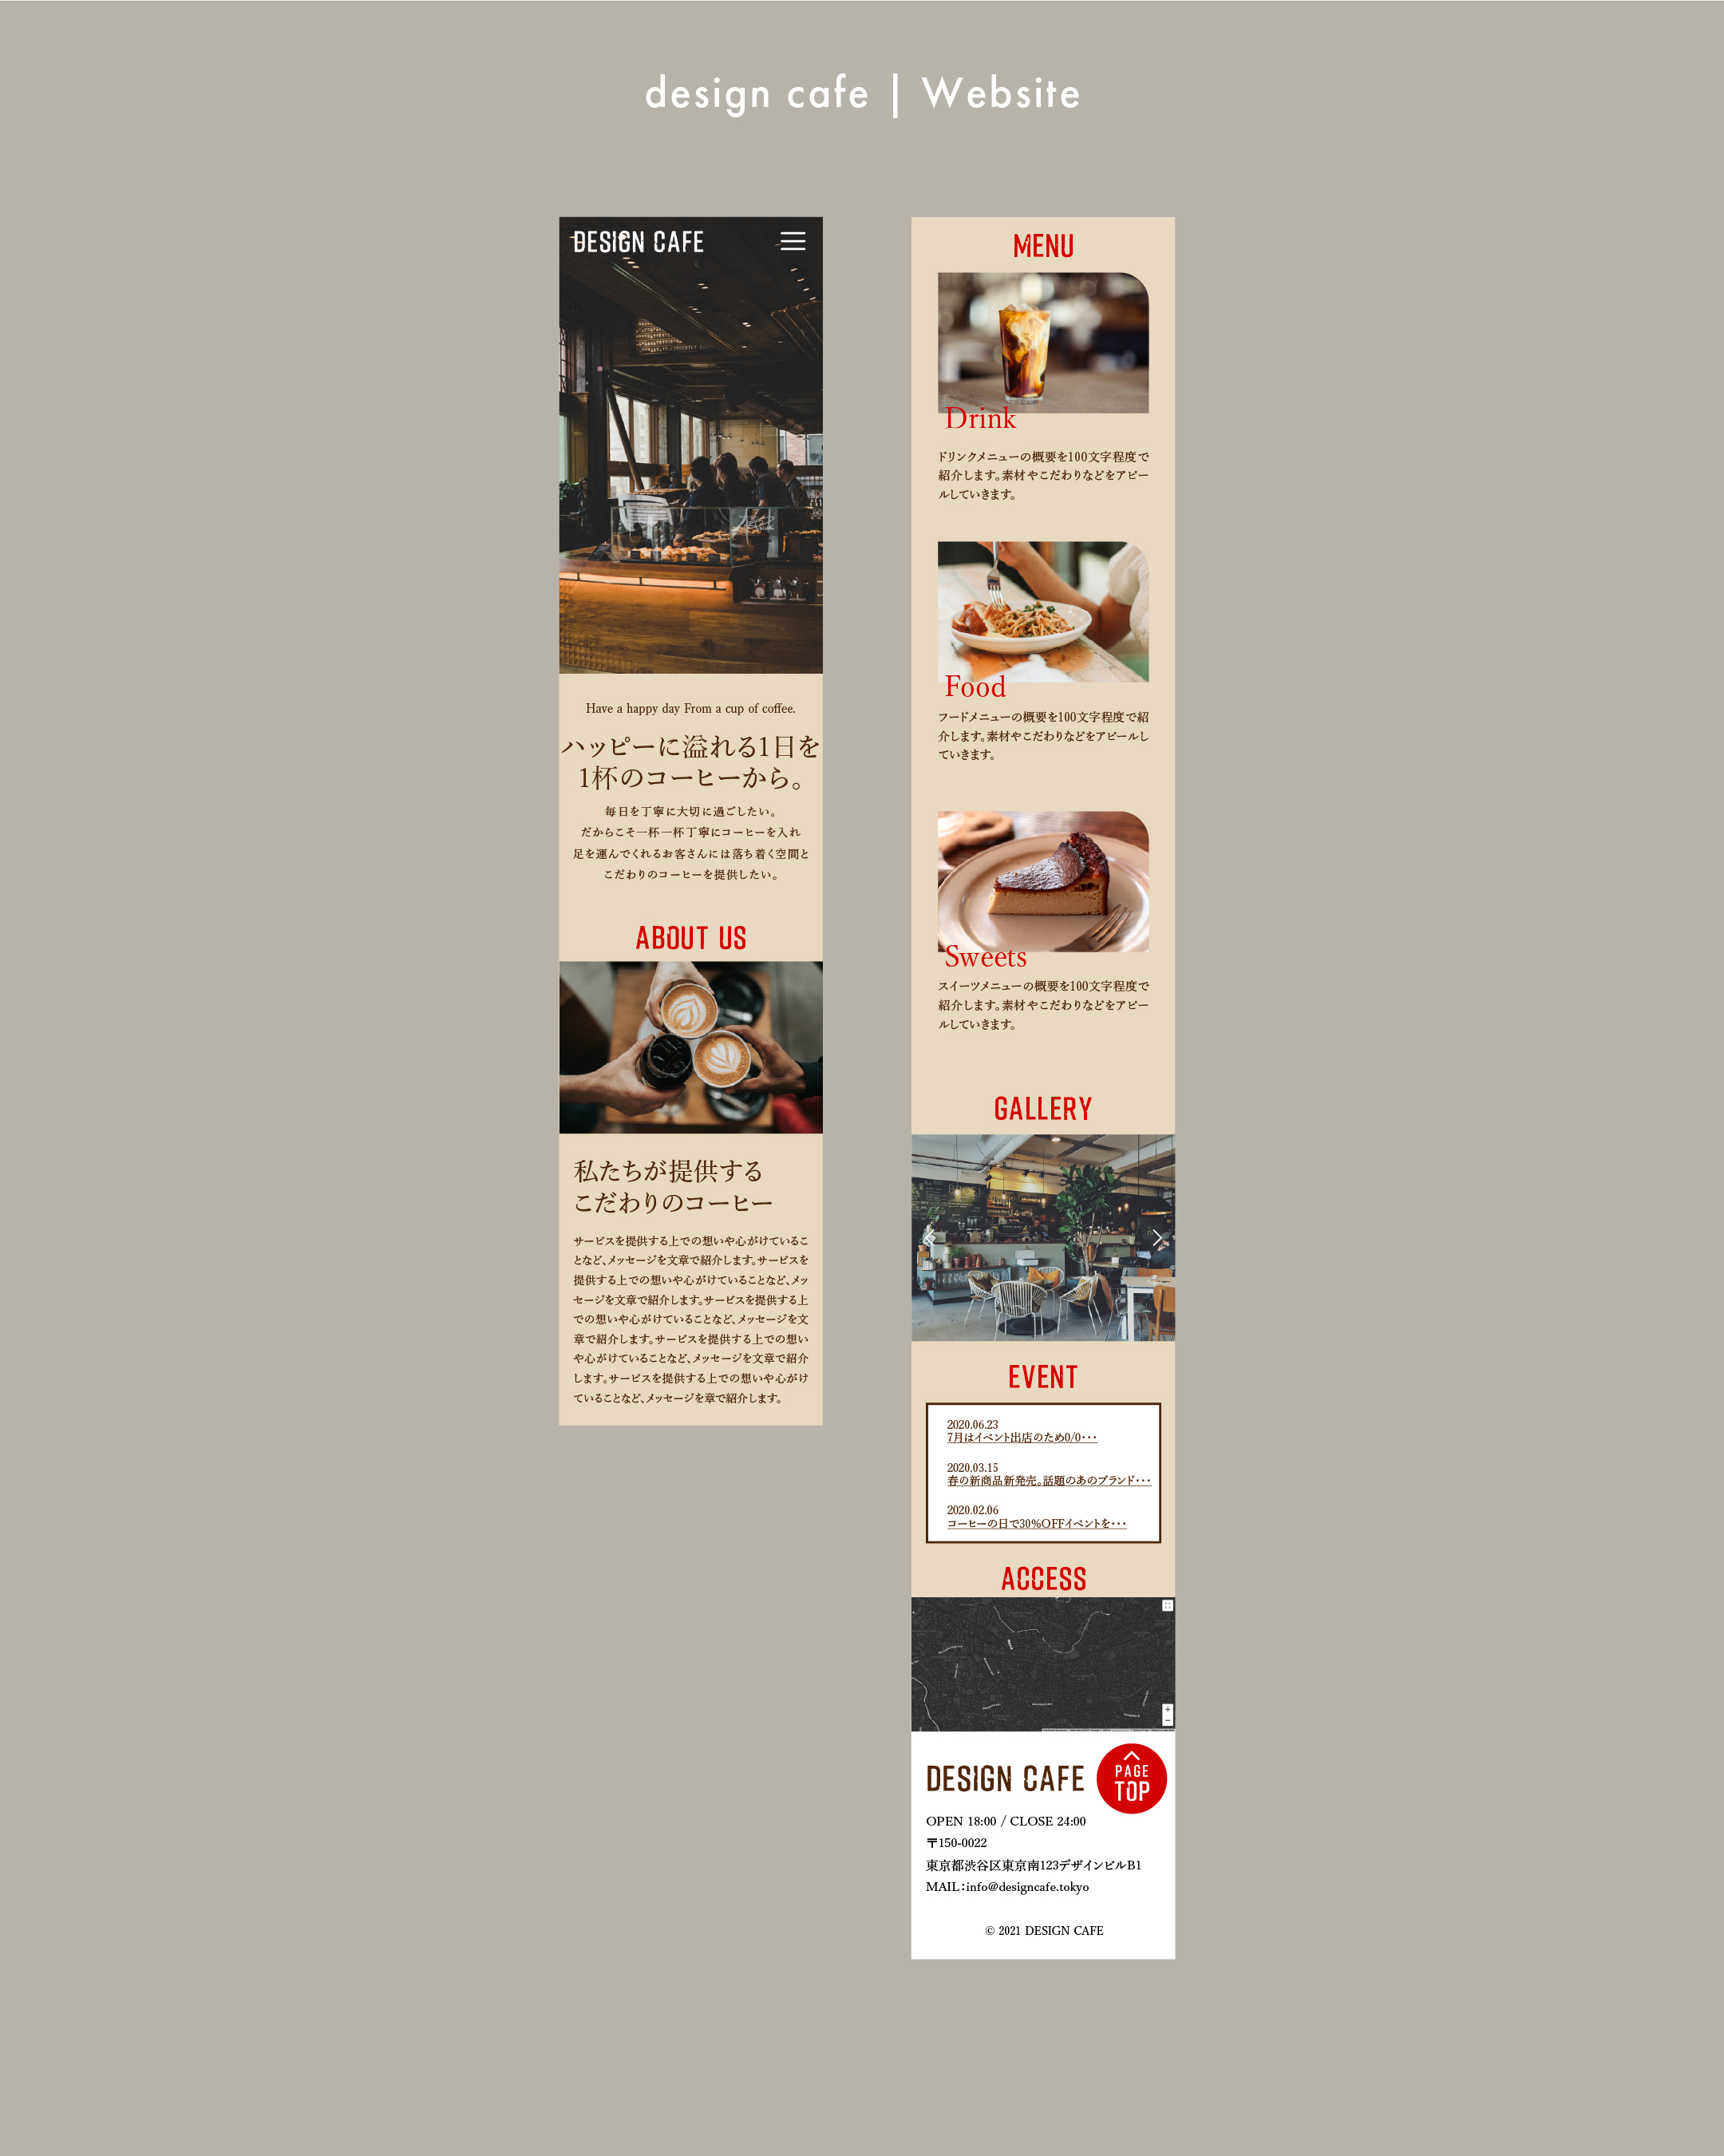 design cafe | Website
DESIGN CAFE
Have a happy day From a cup of coffee.
ハッピーに溢れる1日を
1杯のコーヒーから。
毎日を丁寧に大切に過ごしたい。
だからこそ一杯一杯丁寧にコーヒーを入れ
足を運んでくれるお客さんには落ち着く空間と
こだわりのコーヒーを提供したい。
ABOUT US
私たちが提供する
こだわりのコーヒー
サービスを提供する上での想いや心がけているこ
となど、メッセージを文章で紹介します。サービスを
提供する上での想いや心がけていることなど、メッ
セージを文章で紹介します。サービスを提供する上
での想いや心がけていることなど、メッセージを文
章で紹介します。サービスを提供する上での想い
や心がけていることなど、メッセージを文章で紹介
します。サービスを提供する上での想いや心がけ
ていることなど、メッセージを章で紹介します。
MENU
Drink
ドリンクメニューの概要を100文字程度で
紹介します。素材やこだわりなどをアピー
ルしていきます。
Food
フードメニューの概要を100文字程度で紹
介します。素材やこだわりなどをアピールし
ていきます。
Sweets
スイーツメニューの概要を100文字程度で
紹介します。素材やこだわりなどをアピー
ルしていきます。
GALLERY
EVENT
2020.06.23
7月はイベント出店のため0/0・・・
2020.03.15
春の新商品新発売。話題のあのブランド・・・
2020.02.06
コーヒーの日で30%OFFイベントを・・・
ACCESS
DESIGN CAFE
PAGE
TOP
OPEN 18:00 / CLOSE 24:00
〒150-0022
東京都渋谷区東京南123デザインビルB1
MAIL：info@designcafe.tokyo
© 2021 DESIGN CAFE